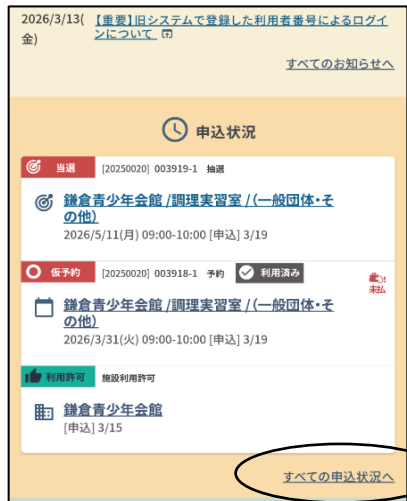 2026/3/13(金) 【重要】旧システムで登録した利用者番号によるログイ
ンについて
すべてのお知らせへ
申込状況
当選 [20250020] 003919-1 抽選
鎌倉青少年会館 /調理実習室 /（一般団体・そ
の他）
2026/5/11(月) 09:00-10:00 [申込] 3/19
仮予約 [20250020] 003918-1 予約 利用済み
未払
鎌倉青少年会館 /調理実習室 /（一般団体・そ
の他）
2026/3/31(火) 09:00-10:00 [申込] 3/19
利用許可 施設利用許可
鎌倉青少年会館
[申込] 3/15
すべての申込状況へ